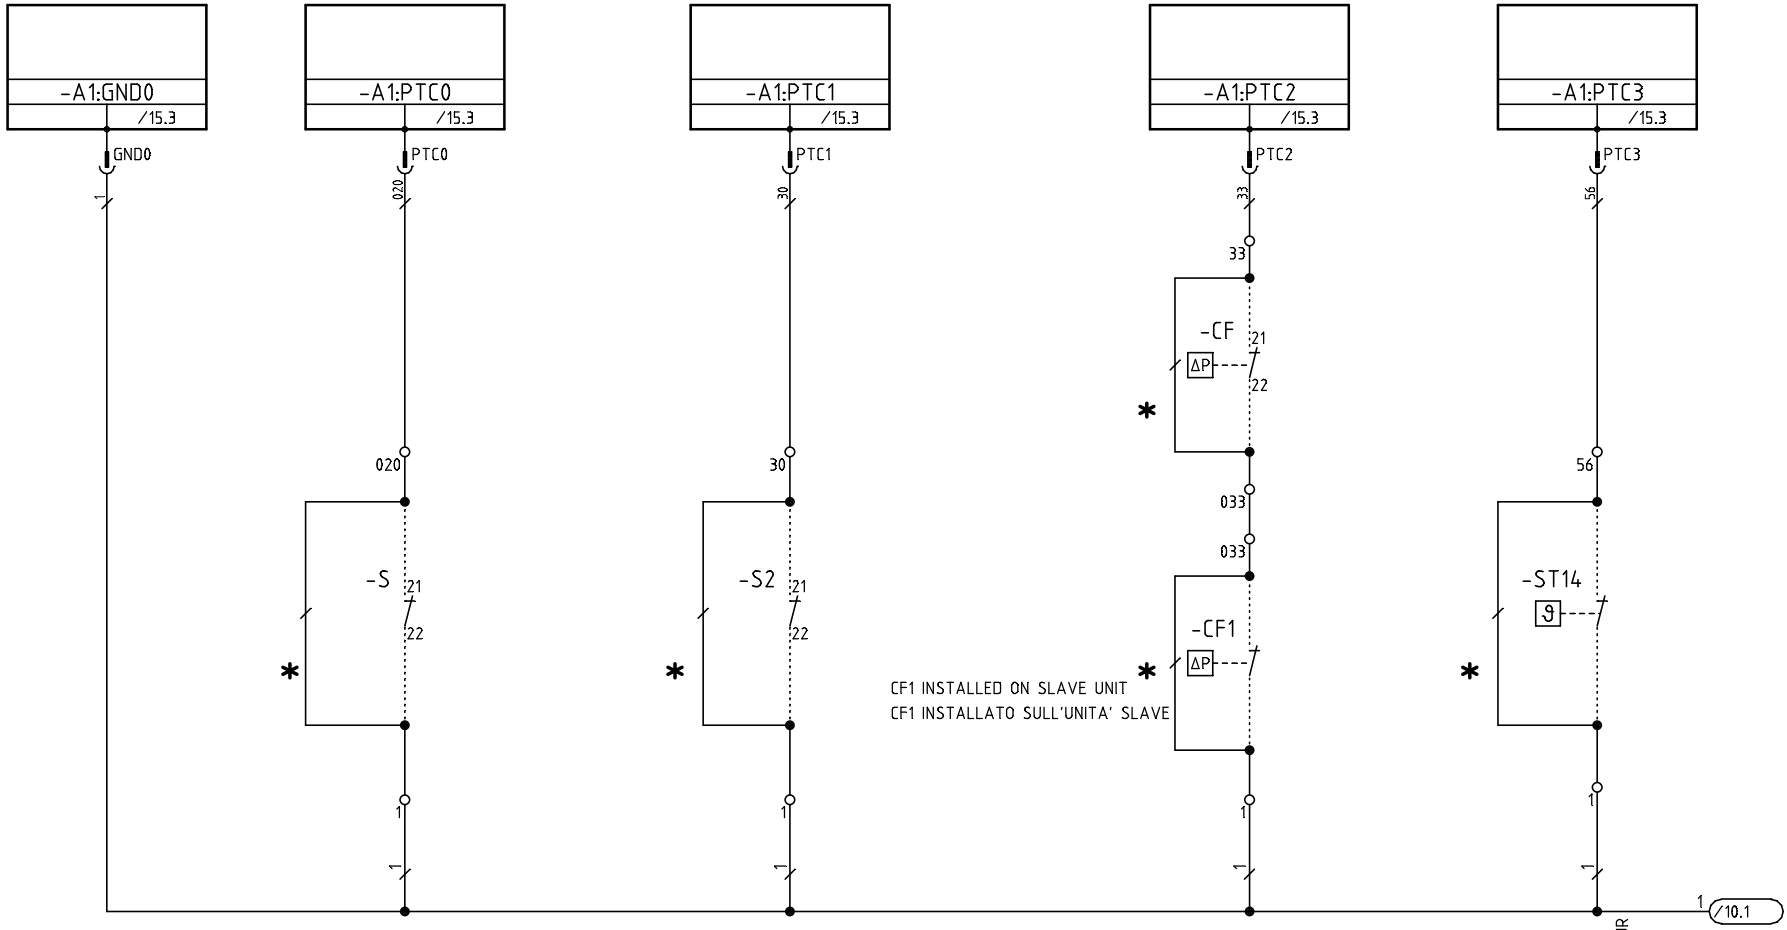 -A1:GND0
-A1:PTC0
-A1:PTC1
-A1:PTC2
-A1:PTC3
/15.3
/15.3
/15.3
/15.3
/15.3
GND0
PTC0
PTC1
PTC2
PTC3
1
020
30
33
56
33
-CF
21
ΔP
22
*
020
30
56
033
033
-S
21
22
*
-S2
21
22
*
-CF1
ΔP
*
CF1 INSTALLED ON SLAVE UNIT
CF1 INSTALLATO SULL'UNITA' SLAVE
-ST14
ϑ
*
1
1
1
1
1
1
1
1
1
/10.1
IR